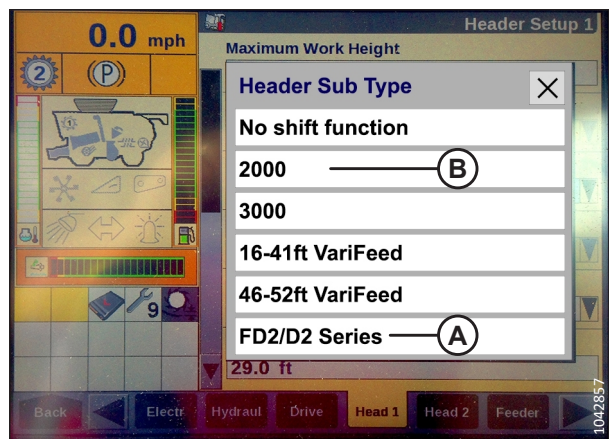 0.0 mph
Header Setup 1
Maximum Work Height
2
P
Header Sub Type
No shift function
2000
B
3000
16-41ft VariFeed
46-52ft VariFeed
FD2/D2 Series
A
9
29.0 ft
Back
Electr
Hydraul
Drive
Head 1
Head 2
Feeder
1042857